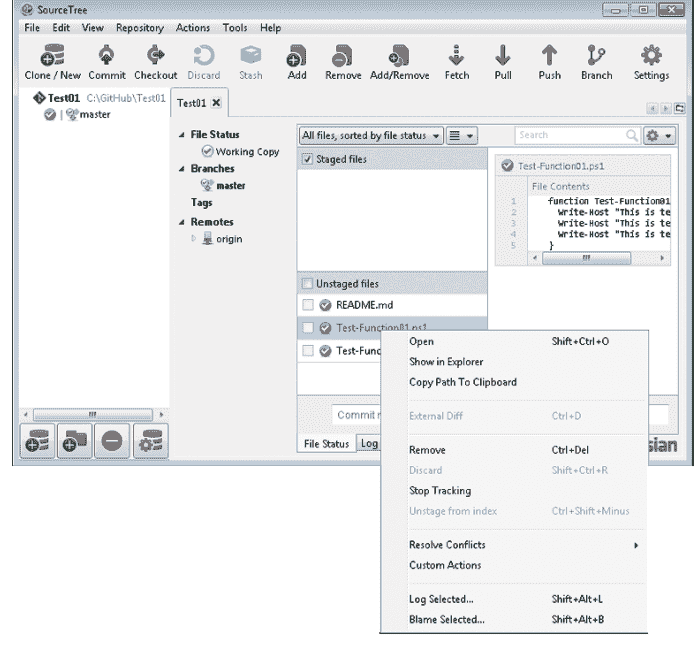 SourceTree
File Edit View Repository Actions Tools Help
Clone / New Commit Checkout Discard Stash Add Remove Add/Remove Fetch Pull Push Branch Settings
Test01 C:\GitHub\Test01
master
Test01
File Status
Working Copy
Branches
master
Tags
Remotes
origin
All files, sorted by file status
Search
Staged files
Unstaged files
README.md
Test-Function01.ps1
Test-Func
Test-Function01.ps1
File Contents
1 function Test-Function01
2 Write-Host "This is te
3 Write-Host "This is te
4 Write-Host "This is te
5 }
Commit
File Status Log
sian
Open Shift+Ctrl+O
Show in Explorer
Copy Path To Clipboard
External Diff Ctrl+D
Remove Ctrl+Del
Discard Shift+Ctrl+R
Stop Tracking
Unstage from index Ctrl+Shift+Minus
Resolve Conflicts
Custom Actions
Log Selected... Shift+Alt+L
Blame Selected... Shift+Alt+B